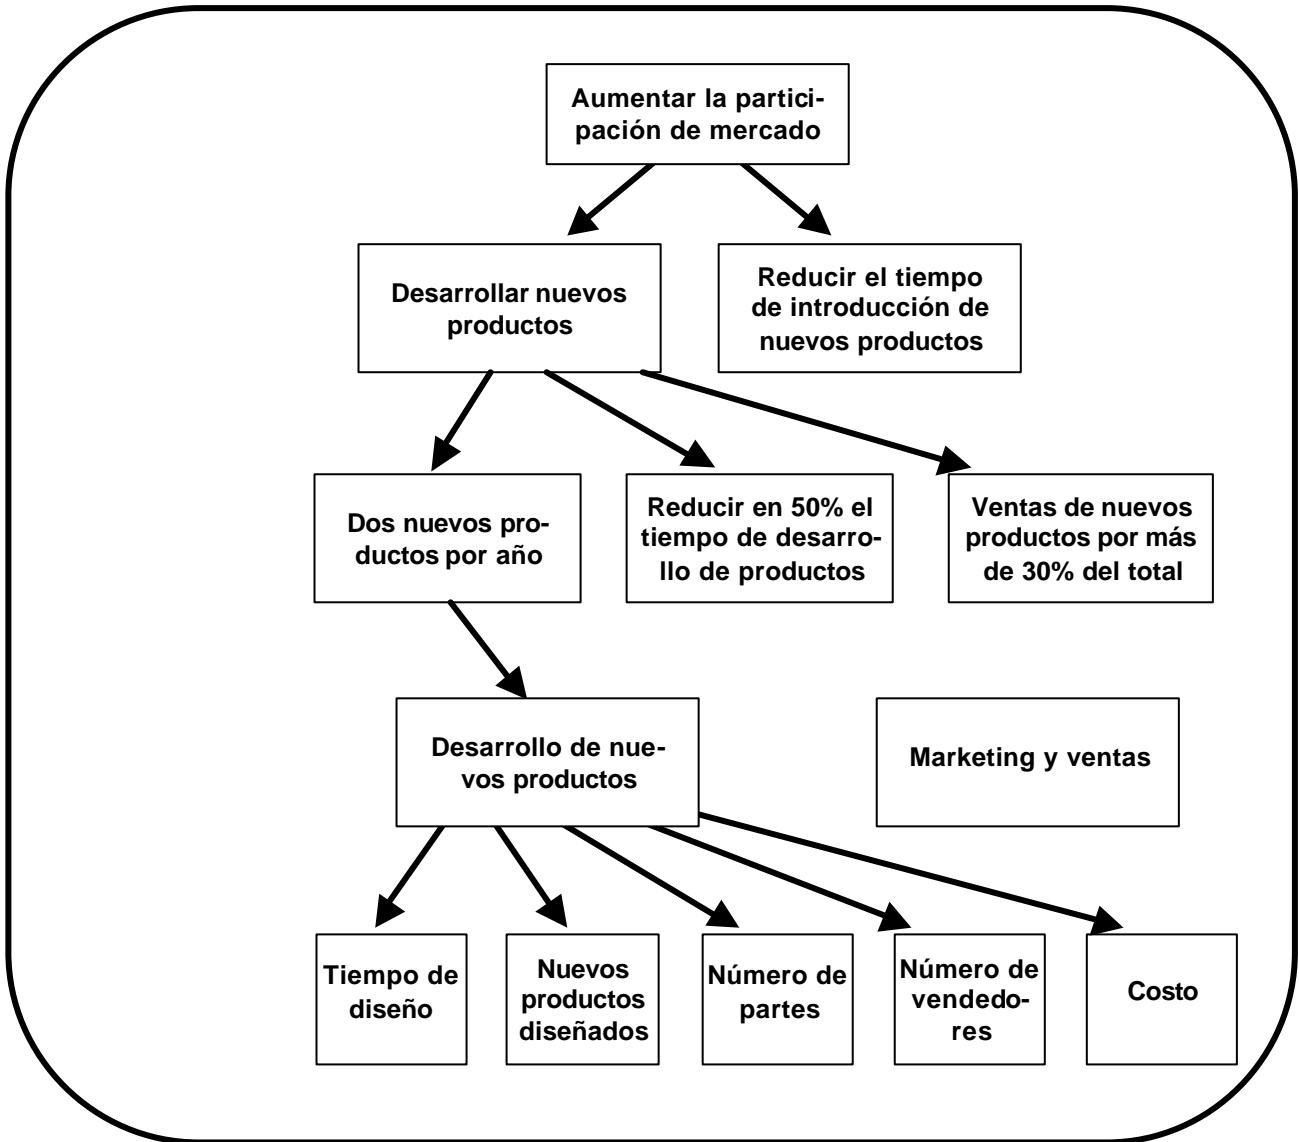 Aumentar la partici-
pación de mercado
Desarrollar nuevos
productos
Reducir el tiempo
de introducción de
nuevos productos
Dos nuevos pro-
ductos por año
Reducir en 50% el
tiempo de desarro-
llo de productos
Ventas de nuevos
productos por más
de 30% del total
Desarrollo de nue-
vos productos
Marketing y ventas
Tiempo de
diseño
Nuevos
productos
diseñados
Número de
partes
Número de
vendedo-
res
Costo